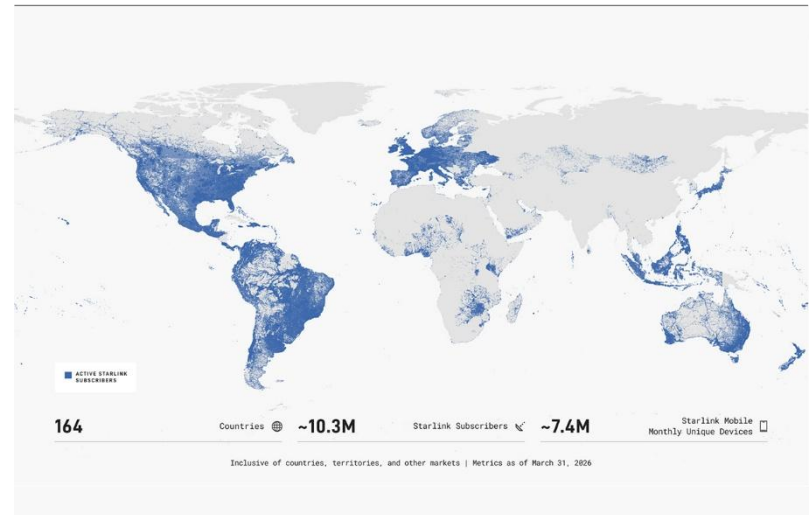 ACTIVE STARLINK
SUBSCRIBERS
164
Countries
~10.3M
Starlink Subscribers
~7.4M
Starlink Mobile
Monthly Unique Devices
Inclusive of countries, territories, and other markets | Metrics as of March 31, 2026